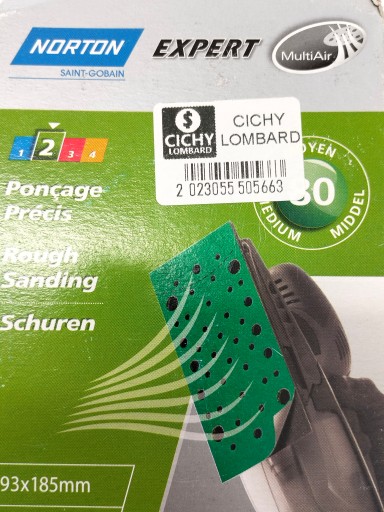 NORTON
SAINT-GOBAIN
EXPERT
MultiAir
1 2 3 4
$
CICHY
LOMBARD
CICHY
LOMBARD
2 023055 505663
MEDIUM
MIDDEL
Ponçage
Précis
Rough
Sanding
Schuren
93x185mm